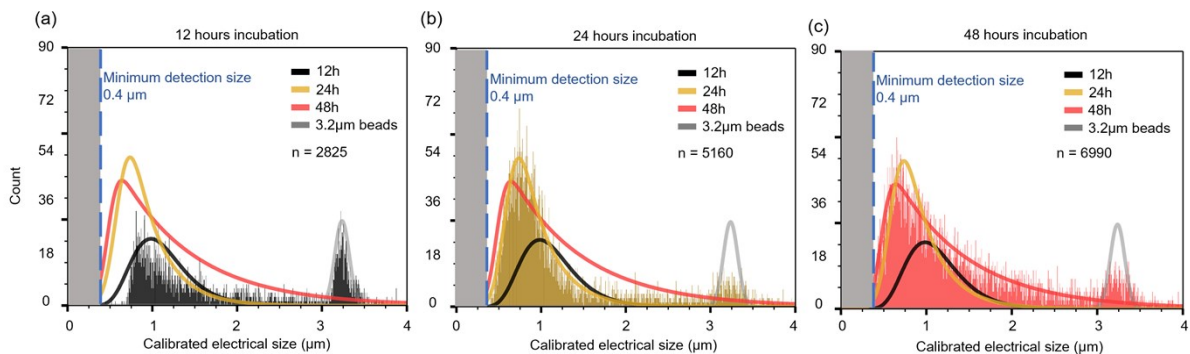 (a)
12 hours incubation
90
72
54
36
18
0
Count
Minimum detection size
0.4 μm
12h
24h
48h
3.2μm beads
n = 2825
0
1
2
3
4
Calibrated electrical size (μm)
(b)
24 hours incubation
90
72
54
36
18
0
Minimum detection size
0.4 μm
12h
24h
48h
3.2μm beads
n = 5160
0
1
2
3
4
Calibrated electrical size (μm)
(c)
48 hours incubation
90
72
54
36
18
0
Minimum detection size
0.4 μm
12h
24h
48h
3.2μm beads
n = 6990
0
1
2
3
4
Calibrated electrical size (μm)